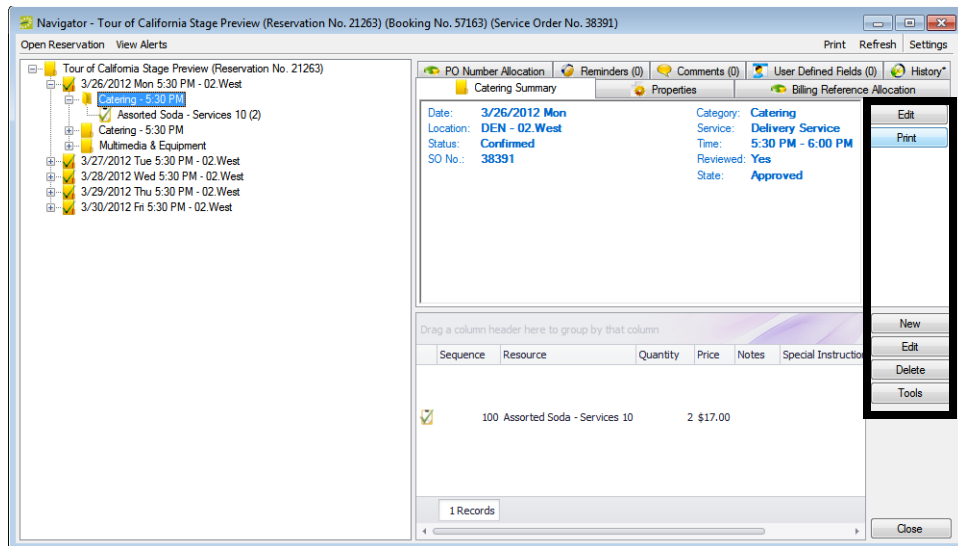 Navigator - Tour of California Stage Preview (Reservation No. 21263) (Booking No. 57163) (Service Order No. 38391)
Open Reservation View Alerts Print Refresh Settings
Tour of California Stage Preview (Reservation No. 21263)
3/26/2012 Mon 5:30 PM - 02.West
Catering - 5:30 PM
Assorted Soda - Services 10 (2)
Catering - 5:30 PM
Multimedia & Equipment
3/27/2012 Tue 5:30 PM - 02.West
3/28/2012 Wed 5:30 PM - 02.West
3/29/2012 Thu 5:30 PM - 02.West
3/30/2012 Fri 5:30 PM - 02.West
PO Number Allocation Reminders (0) Comments (0) User Defined Fields (0) History*
Catering Summary Properties Billing Reference Allocation
Date: 3/26/2012 Mon Category: Catering
Location: DEN - 02.West Service: Delivery Service
Status: Confirmed Time: 5:30 PM - 6:00 PM
SO No.: 38391 Reviewed: Yes
State: Approved
Edit
Print
Drag a column header here to group by that column
Sequence Resource Quantity Price Notes Special Instruction
100 Assorted Soda - Services 10 2 $17.00
1 Records
New
Edit
Delete
Tools
Close